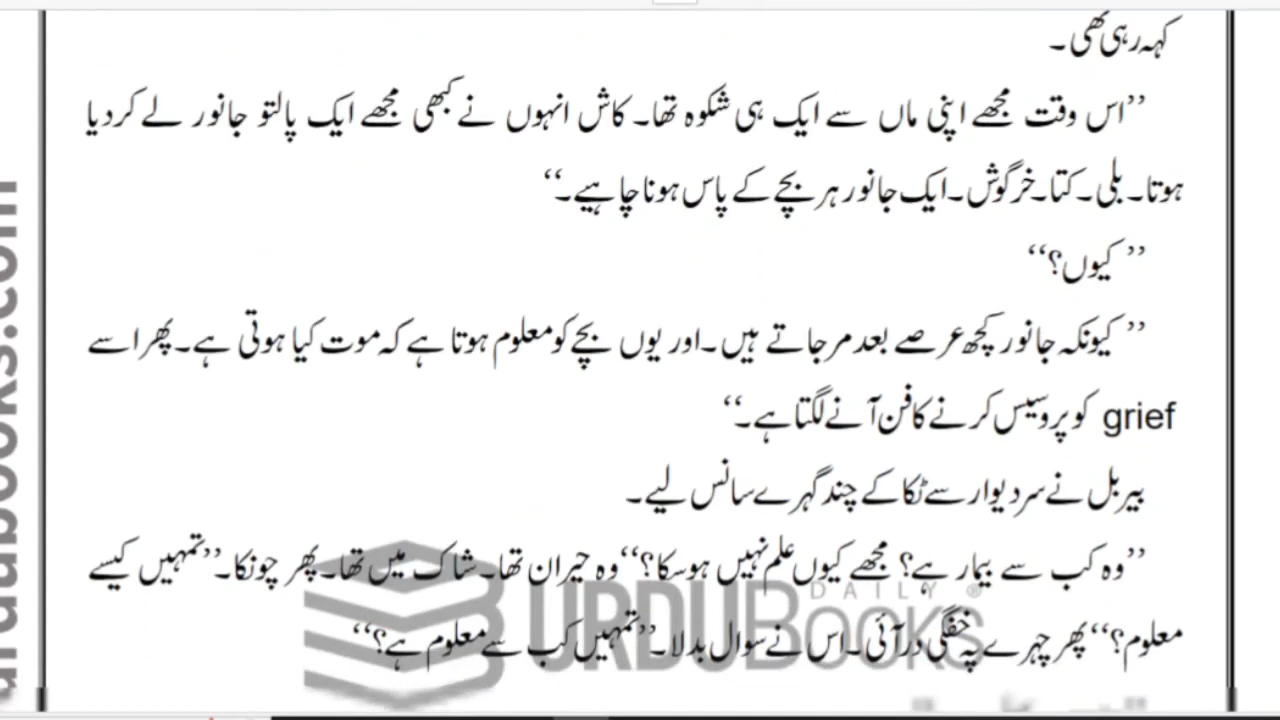 کہہ رہی تھی۔
’’اس وقت مجھے اپنی ماں سے ایک ہی شکوہ تھا۔ کاش انہوں نے کبھی مجھے ایک پالتو جانور لے کر دیا
ہوتا۔ بلی۔ کتا۔ خرگوش۔ ایک جانور ہر بچے کے پاس ہونا چاہیے۔‘‘
’’کیوں؟‘‘
’’کیونکہ جانور کچھ عرصے بعد مر جاتے ہیں۔ اور یوں بچے کو معلوم ہوتا ہے کہ موت کیا ہوتی ہے۔ پھر اسے
grief کو پروسیس کرنے کا فن آنے لگتا ہے۔‘‘
بیربل نے سر دیوار سے ٹکا کے چند گہرے سانس لیے۔
’’وہ کب سے بیمار ہے؟ مجھے کیوں علم نہیں ہو سکا؟‘‘ وہ حیران تھا۔ شاک میں تھا۔ پھر چونکا۔ ’’تمہیں کیسے
معلوم؟‘‘ پھر چہرے پہ خفگی در آئی۔ اس نے سوال بدلا۔ ’’تمہیں کب سے معلوم ہے؟‘‘
DAILY ®
URDUBOOKS
urdubooks.com